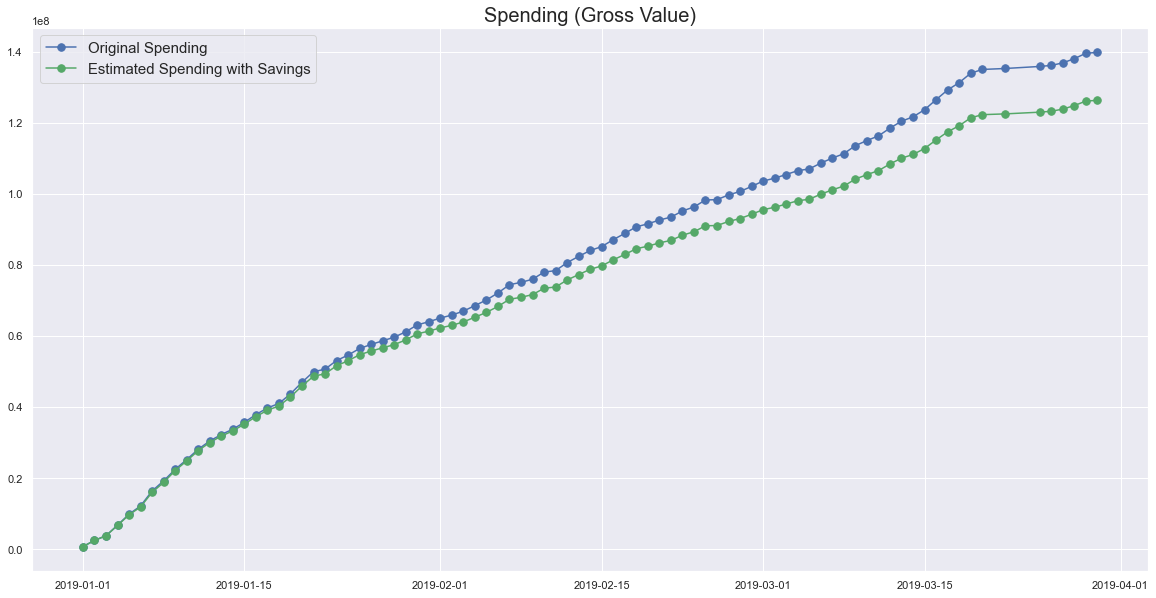 Spending (Gross Value)
1e8
Original Spending
Estimated Spending with Savings
1.4
1.2
1.0
0.8
0.6
0.4
0.2
0.0
2019-01-01 2019-01-15 2019-02-01 2019-02-15 2019-03-01 2019-03-15 2019-04-01